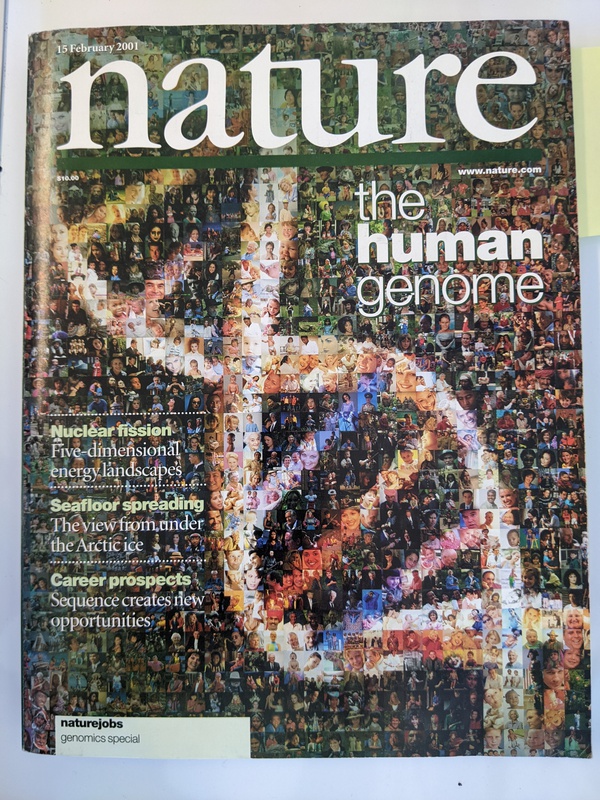 15 February 2001
nature
$10.00
www.nature.com
the
human
genome
Nuclear fission
Five-dimensional
energy landscapes
Seafloor spreading
The view from under
the Arctic ice
Career prospects
Sequence creates new
opportunities
naturejobs
genomics special